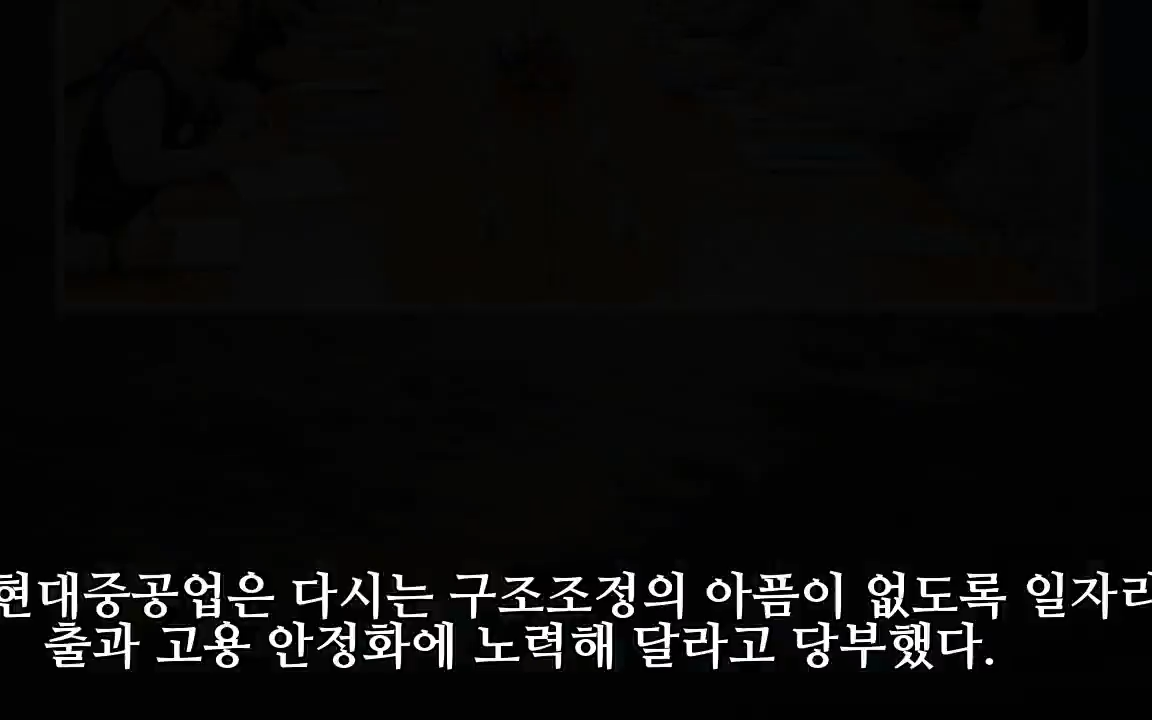 현대중공업은 다시는 구조조정의 아픔이 없도록 일자리
출과 고용 안정화에 노력해 달라고 당부했다.